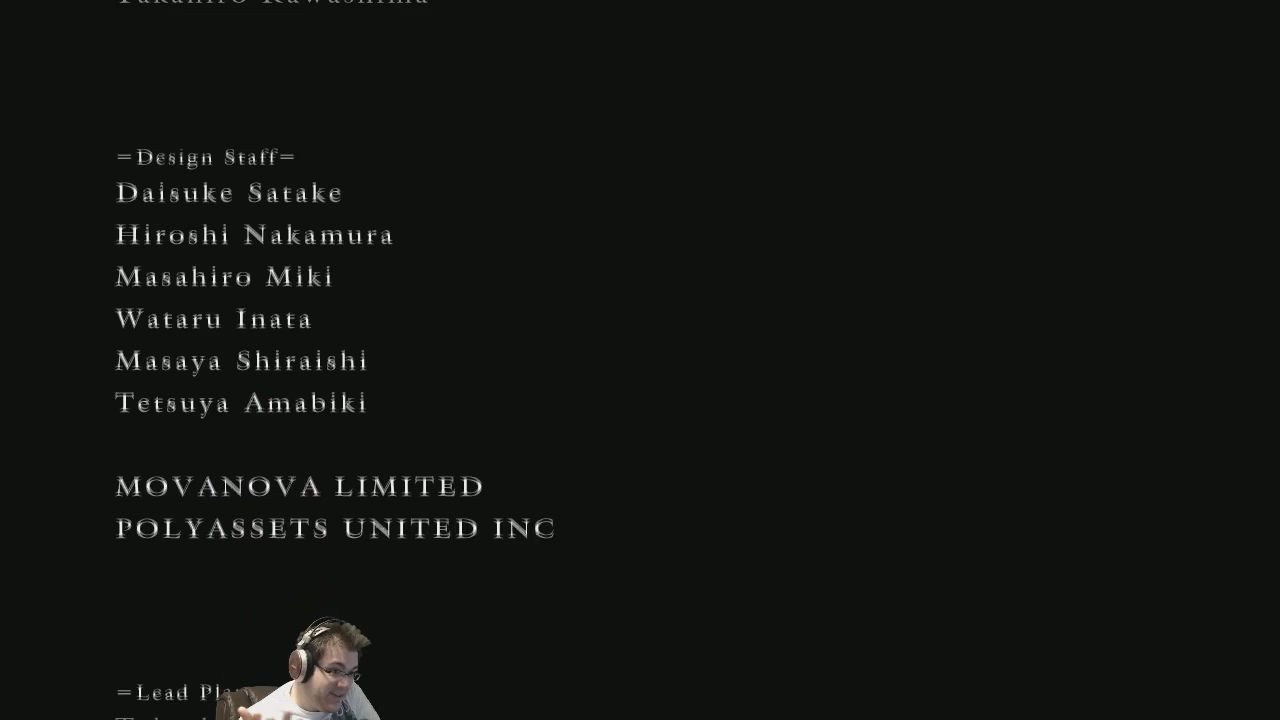 =Design Staff=
Daisuke Satake
Hiroshi Nakamura
Masahiro Miki
Wataru Inata
Masaya Shiraishi
Tetsuya Amabiki
MOVANOVA LIMITED
POLYASSETS UNITED INC
=Lead